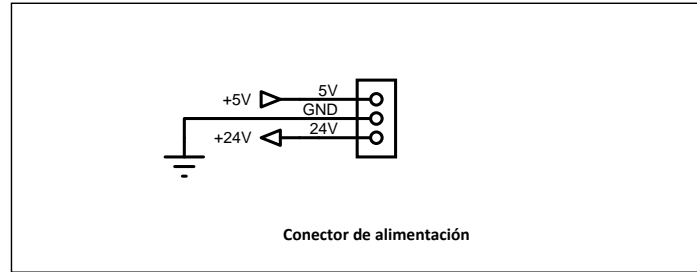 +5V 5V
GND
+24V 24V
Conector de alimentación